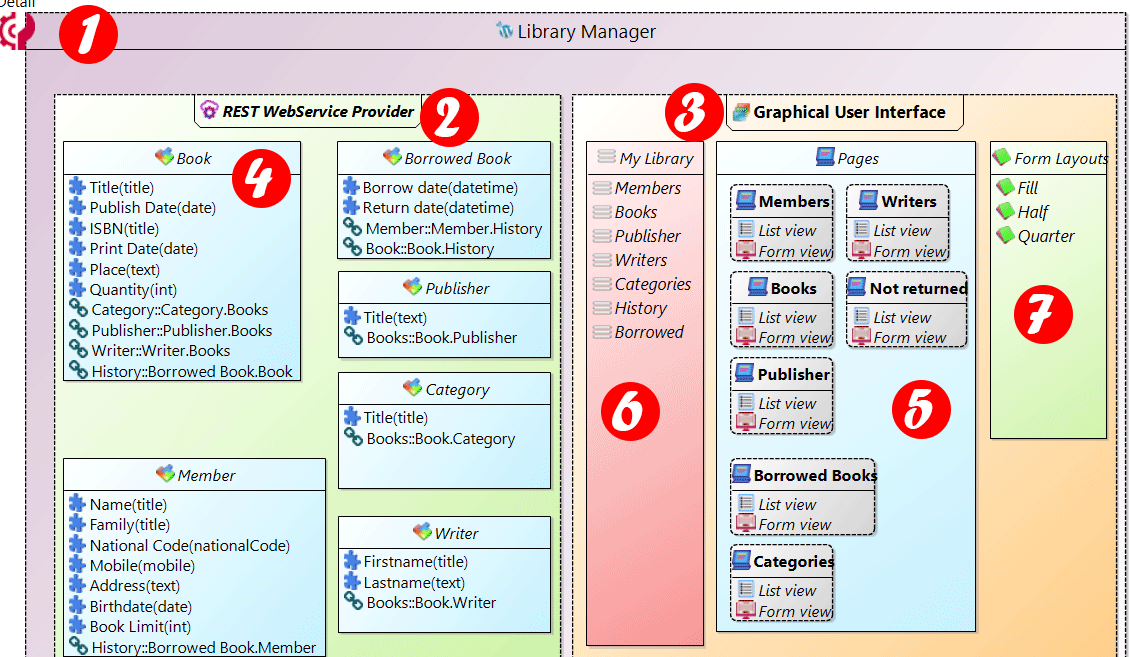 Detail
1
Library Manager
REST WebService Provider
2
Book
4
Title(title)
Publish Date(date)
ISBN(title)
Print Date(date)
Place(text)
Quantity(int)
Category::Category.Books
Publisher::Publisher.Books
Writer::Writer.Books
History::Borrowed Book.Book
Member
Name(title)
Family(title)
National Code(nationalCode)
Mobile(mobile)
Address(text)
Birthdate(date)
Book Limit(int)
History::Borrowed Book.Member
Borrowed Book
Borrow date(datetime)
Return date(datetime)
Member::Member.History
Book::Book.History
Publisher
Title(text)
Books::Book.Publisher
Category
Title(title)
Books::Book.Category
Writer
Firstname(title)
Lastname(text)
Books::Book.Writer
3
Graphical User Interface
My Library
Members
Books
Publisher
Writers
Categories
History
Borrowed
6
Pages
Members
List view
Form view
Writers
List view
Form view
Books
List view
Form view
Not returned
List view
Form view
Publisher
List view
Form view
5
Borrowed Books
List view
Form view
Categories
List view
Form view
Form Layouts
Fill
Half
Quarter
7